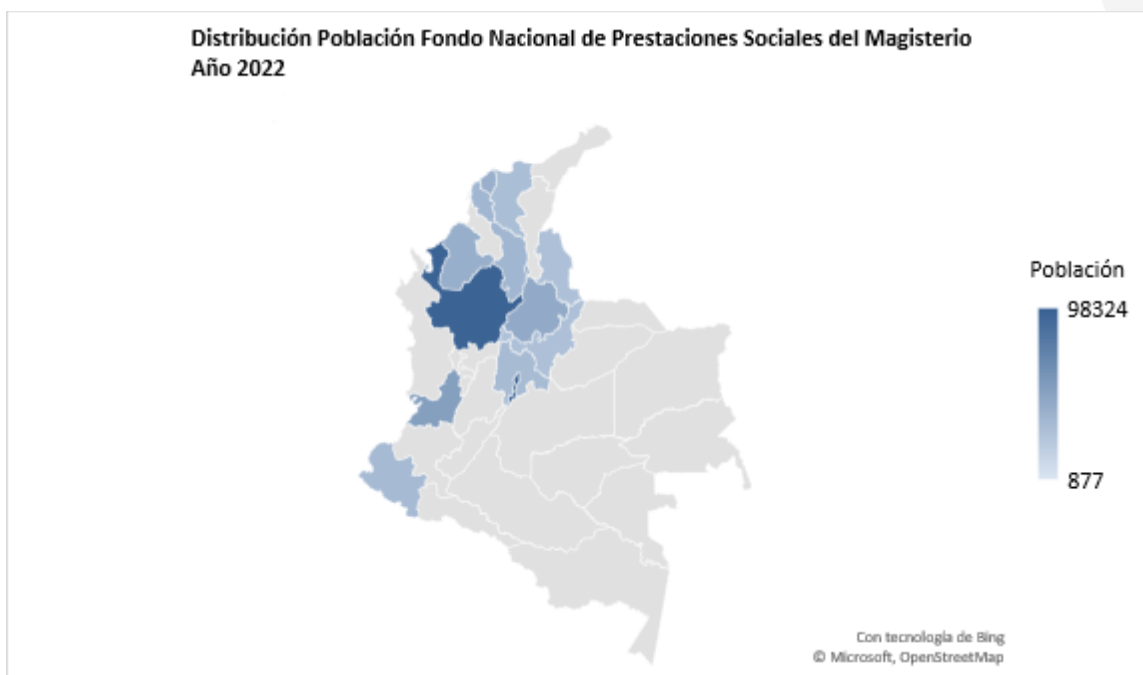 Distribución Población Fondo Nacional de Prestaciones Sociales del Magisterio
Año 2022
Población
98324
877
Con tecnología de Bing
© Microsoft, OpenStreetMap